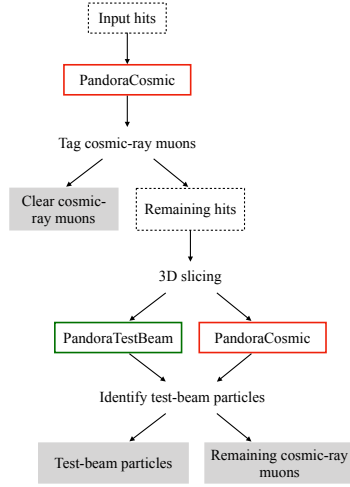 Input hits
PandoraCosmic
Tag cosmic-ray muons
Clear cosmic-
ray muons
Remaining hits
3D slicing
PandoraTestBeam
PandoraCosmic
Identify test-beam particles
Test-beam particles
Remaining cosmic-ray
muons